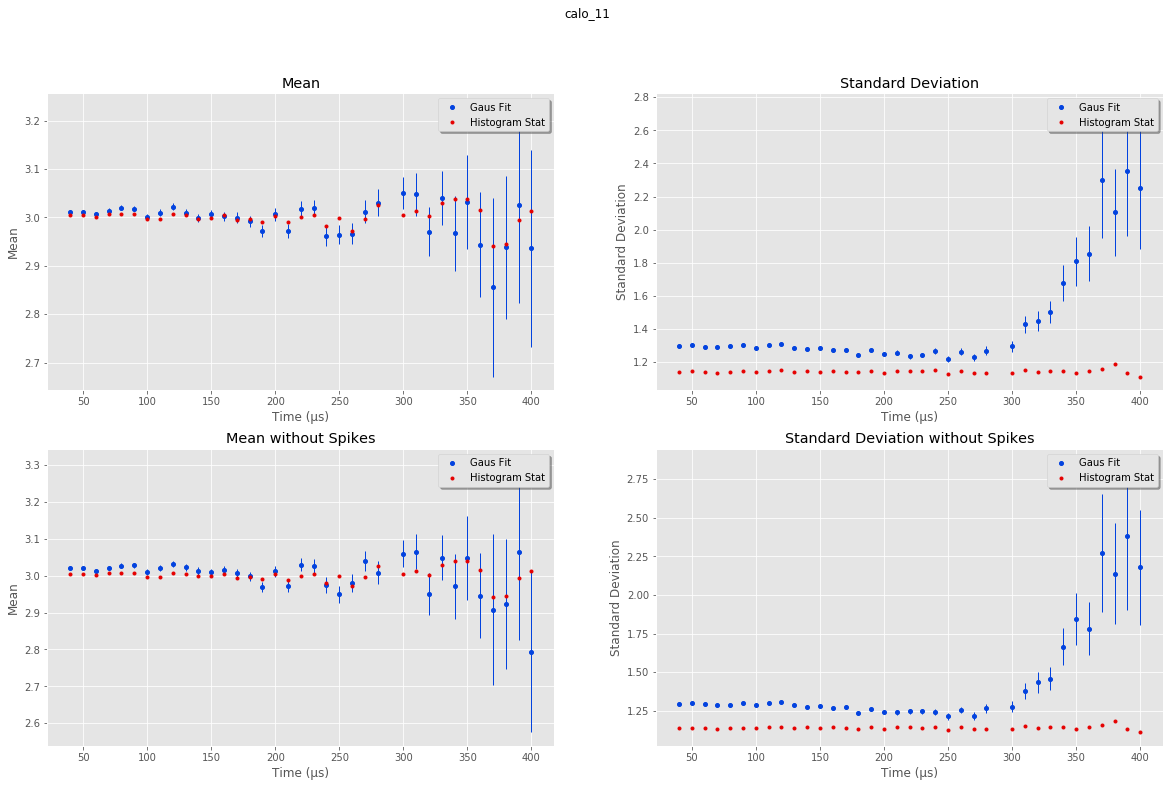 calo_11
Mean
Standard Deviation
Gaus Fit
Histogram Stat
3.2
3.1
3.0
2.9
2.8
2.7
Mean
50 100 150 200 250 300 350 400
Time (µs)
Gaus Fit
Histogram Stat
2.8
2.6
2.4
2.2
2.0
1.8
1.6
1.4
1.2
Standard Deviation
50 100 150 200 250 300 350 400
Time (µs)
Mean without Spikes
Standard Deviation without Spikes
Gaus Fit
Histogram Stat
3.3
3.2
3.1
3.0
2.9
2.8
2.7
2.6
Mean
50 100 150 200 250 300 350 400
Time (µs)
Gaus Fit
Histogram Stat
2.75
2.50
2.25
2.00
1.75
1.50
1.25
Standard Deviation
50 100 150 200 250 300 350 400
Time (µs)